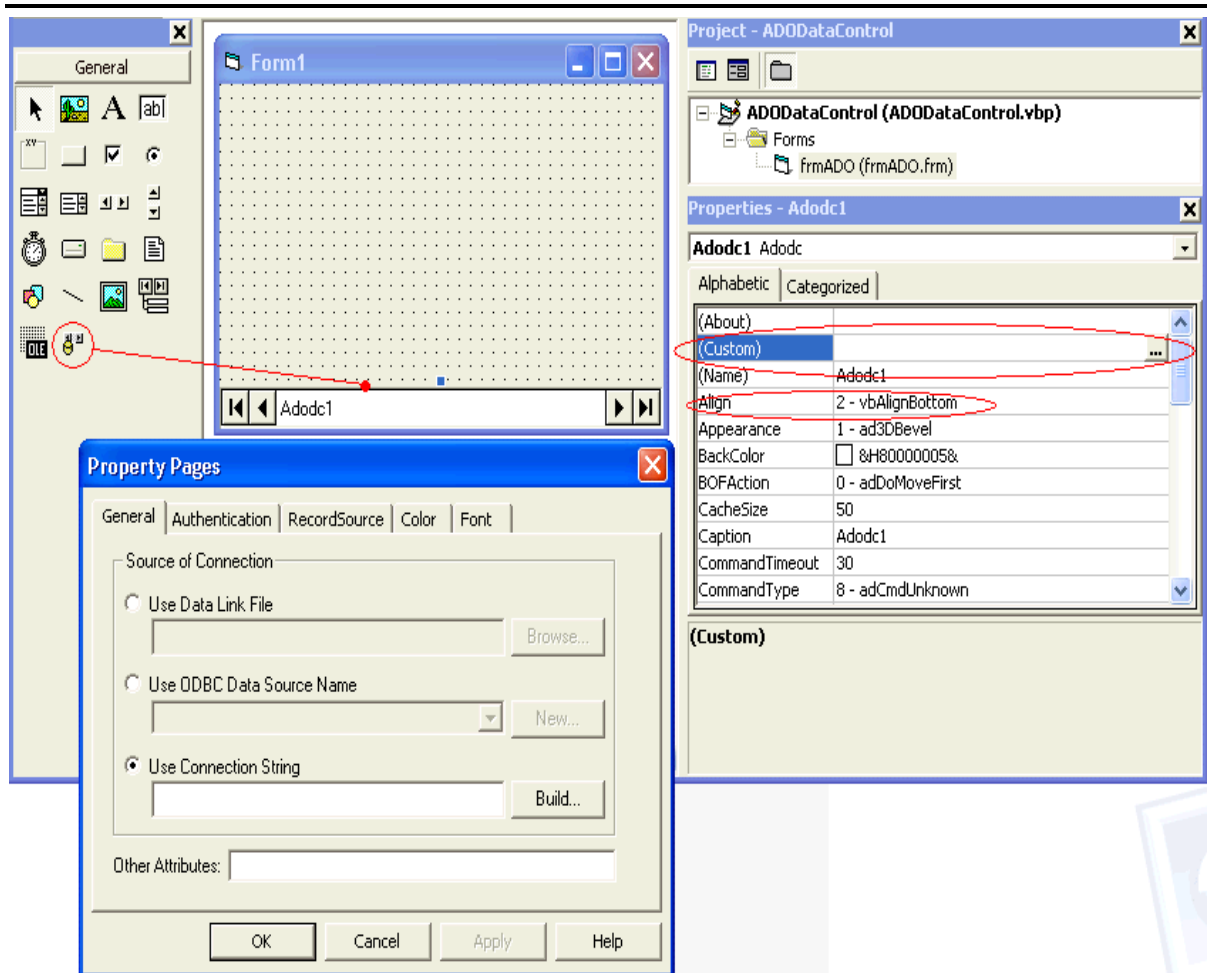 General
A
ab
XY
OLE
Form1
Adodc1
Project - ADODataControl
ADODataControl (ADODataControl.vbp)
Forms
frmADO (frmADO.frm)
Properties - Adodc1
Adodc1 Adodc
Alphabetic Categorized
(About)
(Custom) ...
(Name) Adodc1
Align 2 - vbAlignBottom
Appearance 1 - ad3DBevel
BackColor &H80000005&
BOFAction 0 - adDoMoveFirst
CacheSize 50
Caption Adodc1
CommandTimeout 30
CommandType 8 - adCmdUnknown
(Custom)
Property Pages
General Authentication RecordSource Color Font
Source of Connection
Use Data Link File
Browse...
Use ODBC Data Source Name
New...
Use Connection String
Build...
Other Attributes:
OK Cancel Apply Help